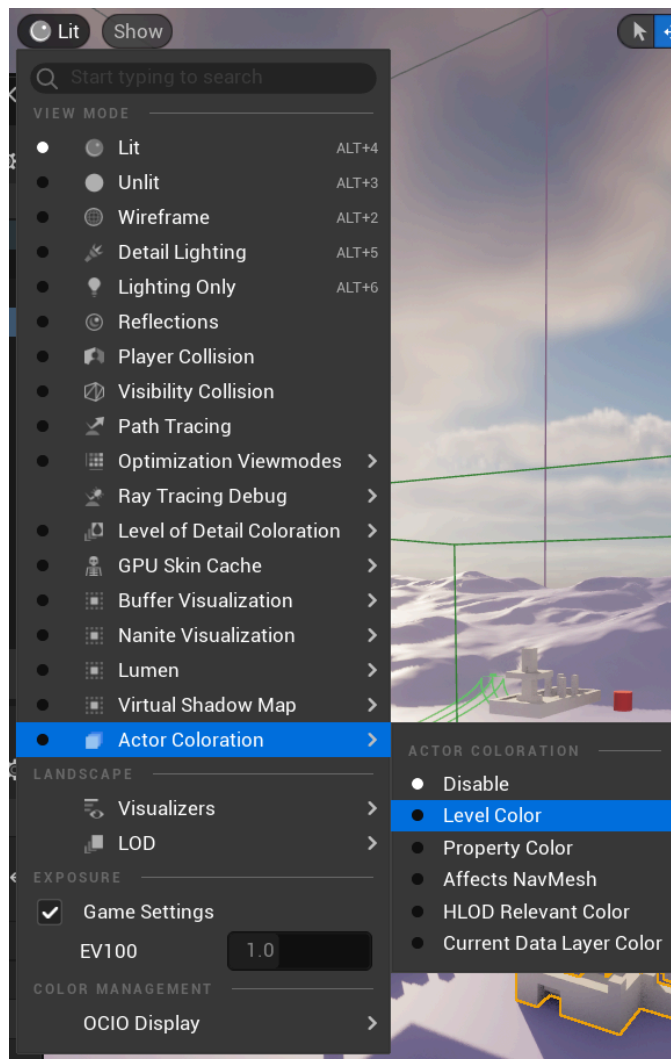 Lit
Show
Start typing to search
VIEW MODE
Lit ALT+4
Unlit ALT+3
Wireframe ALT+2
Detail Lighting ALT+5
Lighting Only ALT+6
Reflections
Player Collision
Visibility Collision
Path Tracing
Optimization Viewmodes
Ray Tracing Debug
Level of Detail Coloration
GPU Skin Cache
Buffer Visualization
Nanite Visualization
Lumen
Virtual Shadow Map
Actor Coloration
LANDSCAPE
Visualizers
LOD
EXPOSURE
Game Settings
EV100 1.0
COLOR MANAGEMENT
OCIO Display
ACTOR COLORATION
Disable
Level Color
Property Color
Affects NavMesh
HLOD Relevant Color
Current Data Layer Color